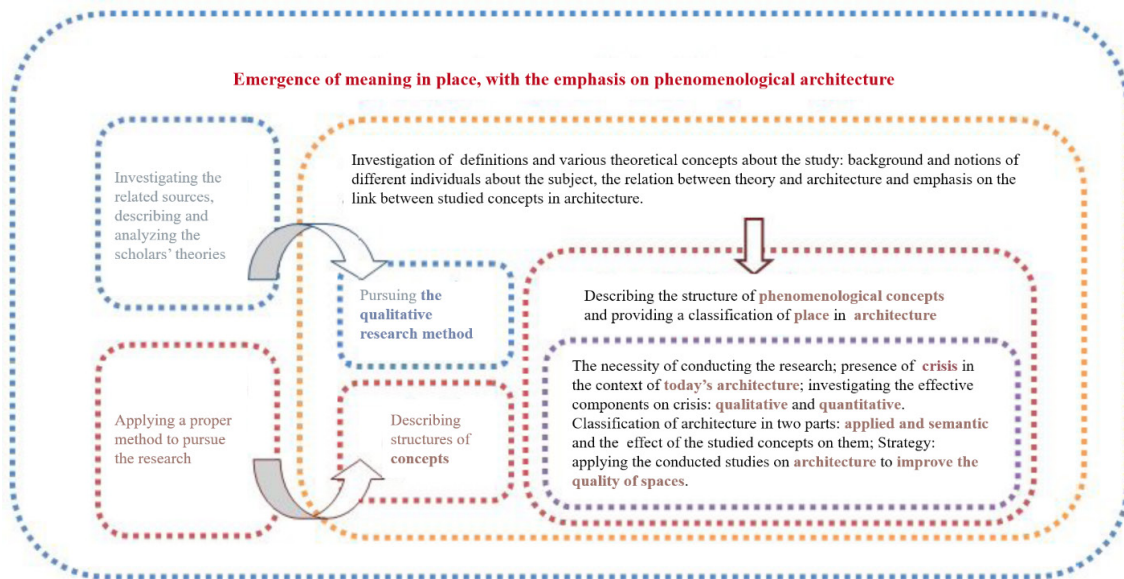 Emergence of meaning in place, with the emphasis on phenomenological architecture
Investigating the
related sources,
describing and
analyzing the
scholars' theories
Investigation of definitions and various theoretical concepts about the study: background and notions of
different individuals about the subject, the relation between theory and architecture and emphasis on the
link between studied concepts in architecture.
Pursuing the
qualitative
research method
Describing the structure of phenomenological concepts
and providing a classification of place in architecture
The necessity of conducting the research; presence of crisis in
the context of today's architecture; investigating the effective
components on crisis: qualitative and quantitative.
Classification of architecture in two parts: applied and semantic
and the effect of the studied concepts on them; Strategy:
applying the conducted studies on architecture to improve the
quality of spaces.
Applying a proper
method to pursue
the research
Describing
structures of
concepts